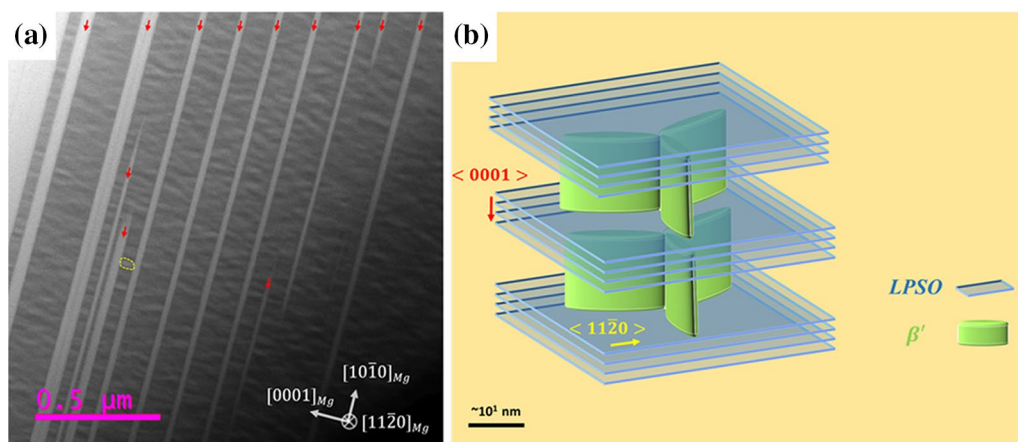 (a)
0.5 μm
[101̄0]Mg
[0001]Mg
[112̄0]Mg
(b)
< 0001 >
< 112̄0 >
LPSO
β′
~10¹ nm